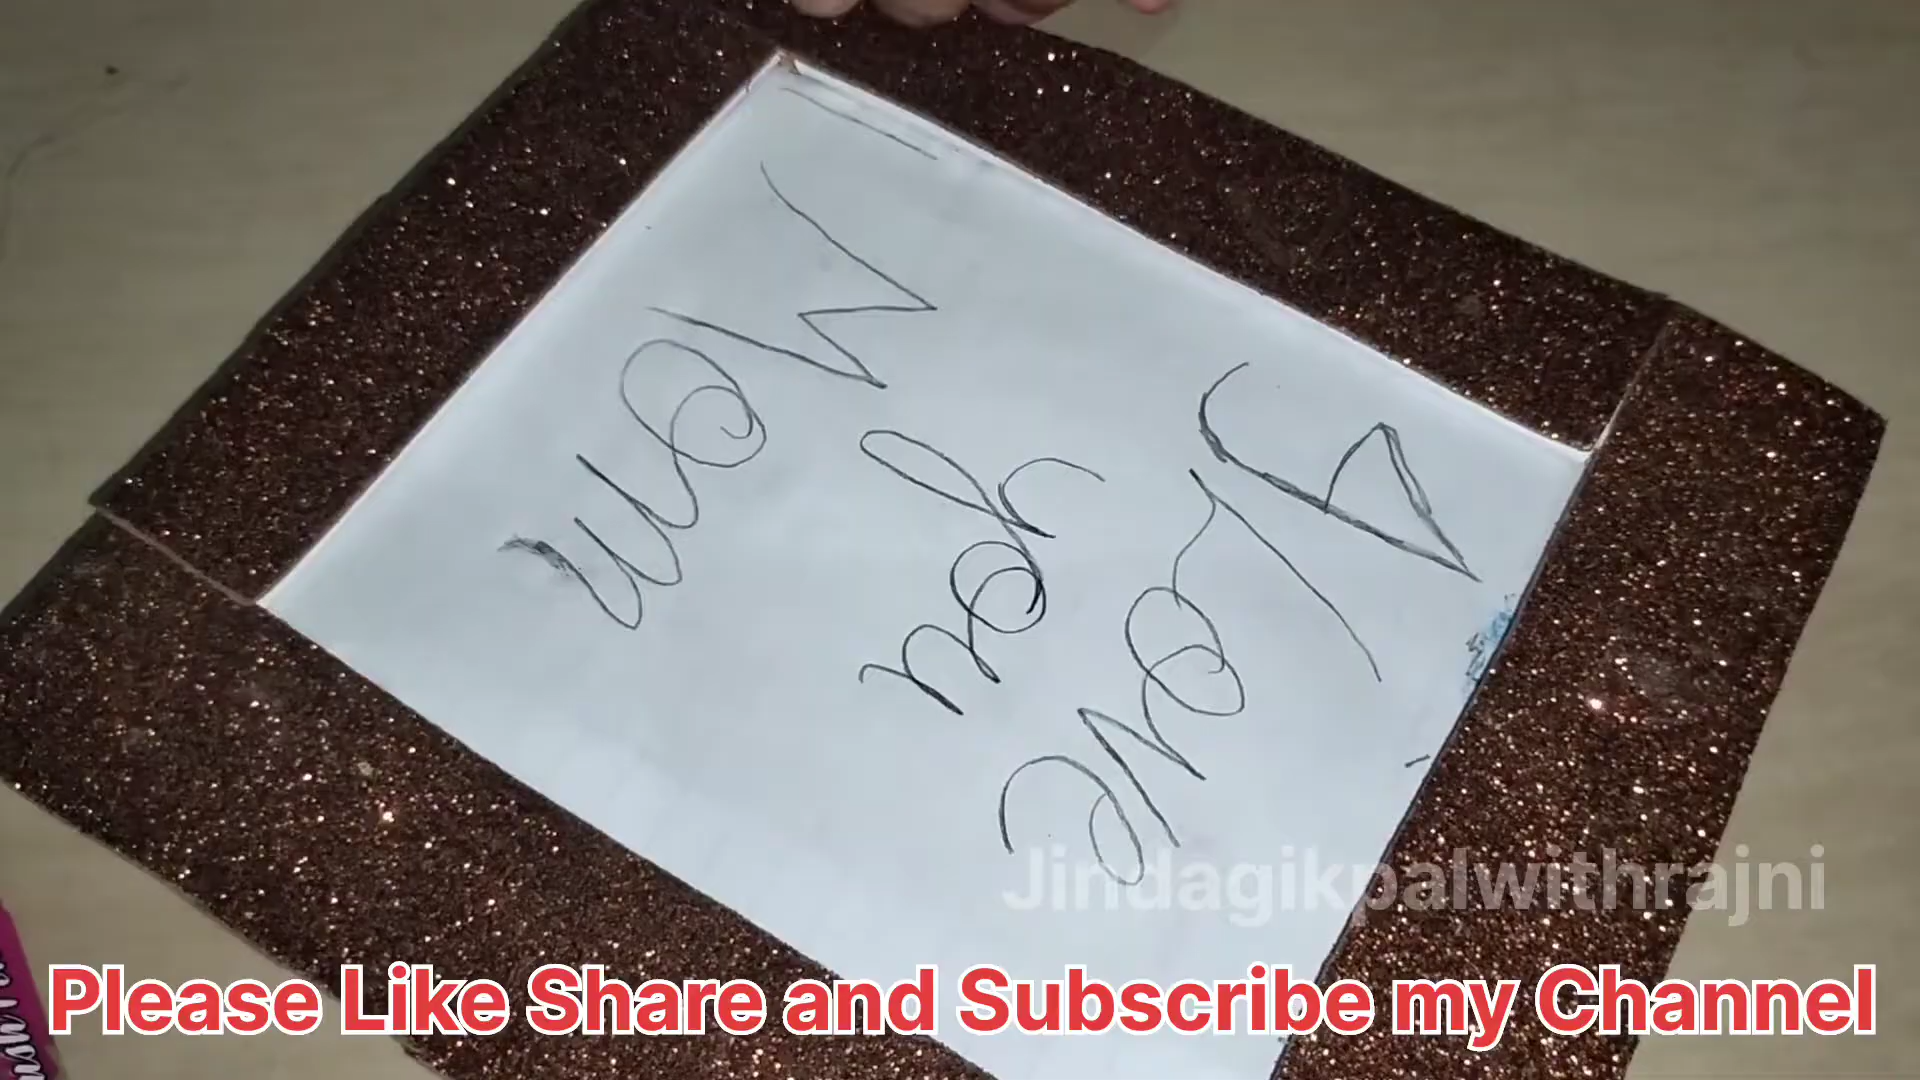 I Love
you
Mom
Jindagikpalwithrajni
Please Like Share and Subscribe my Channel